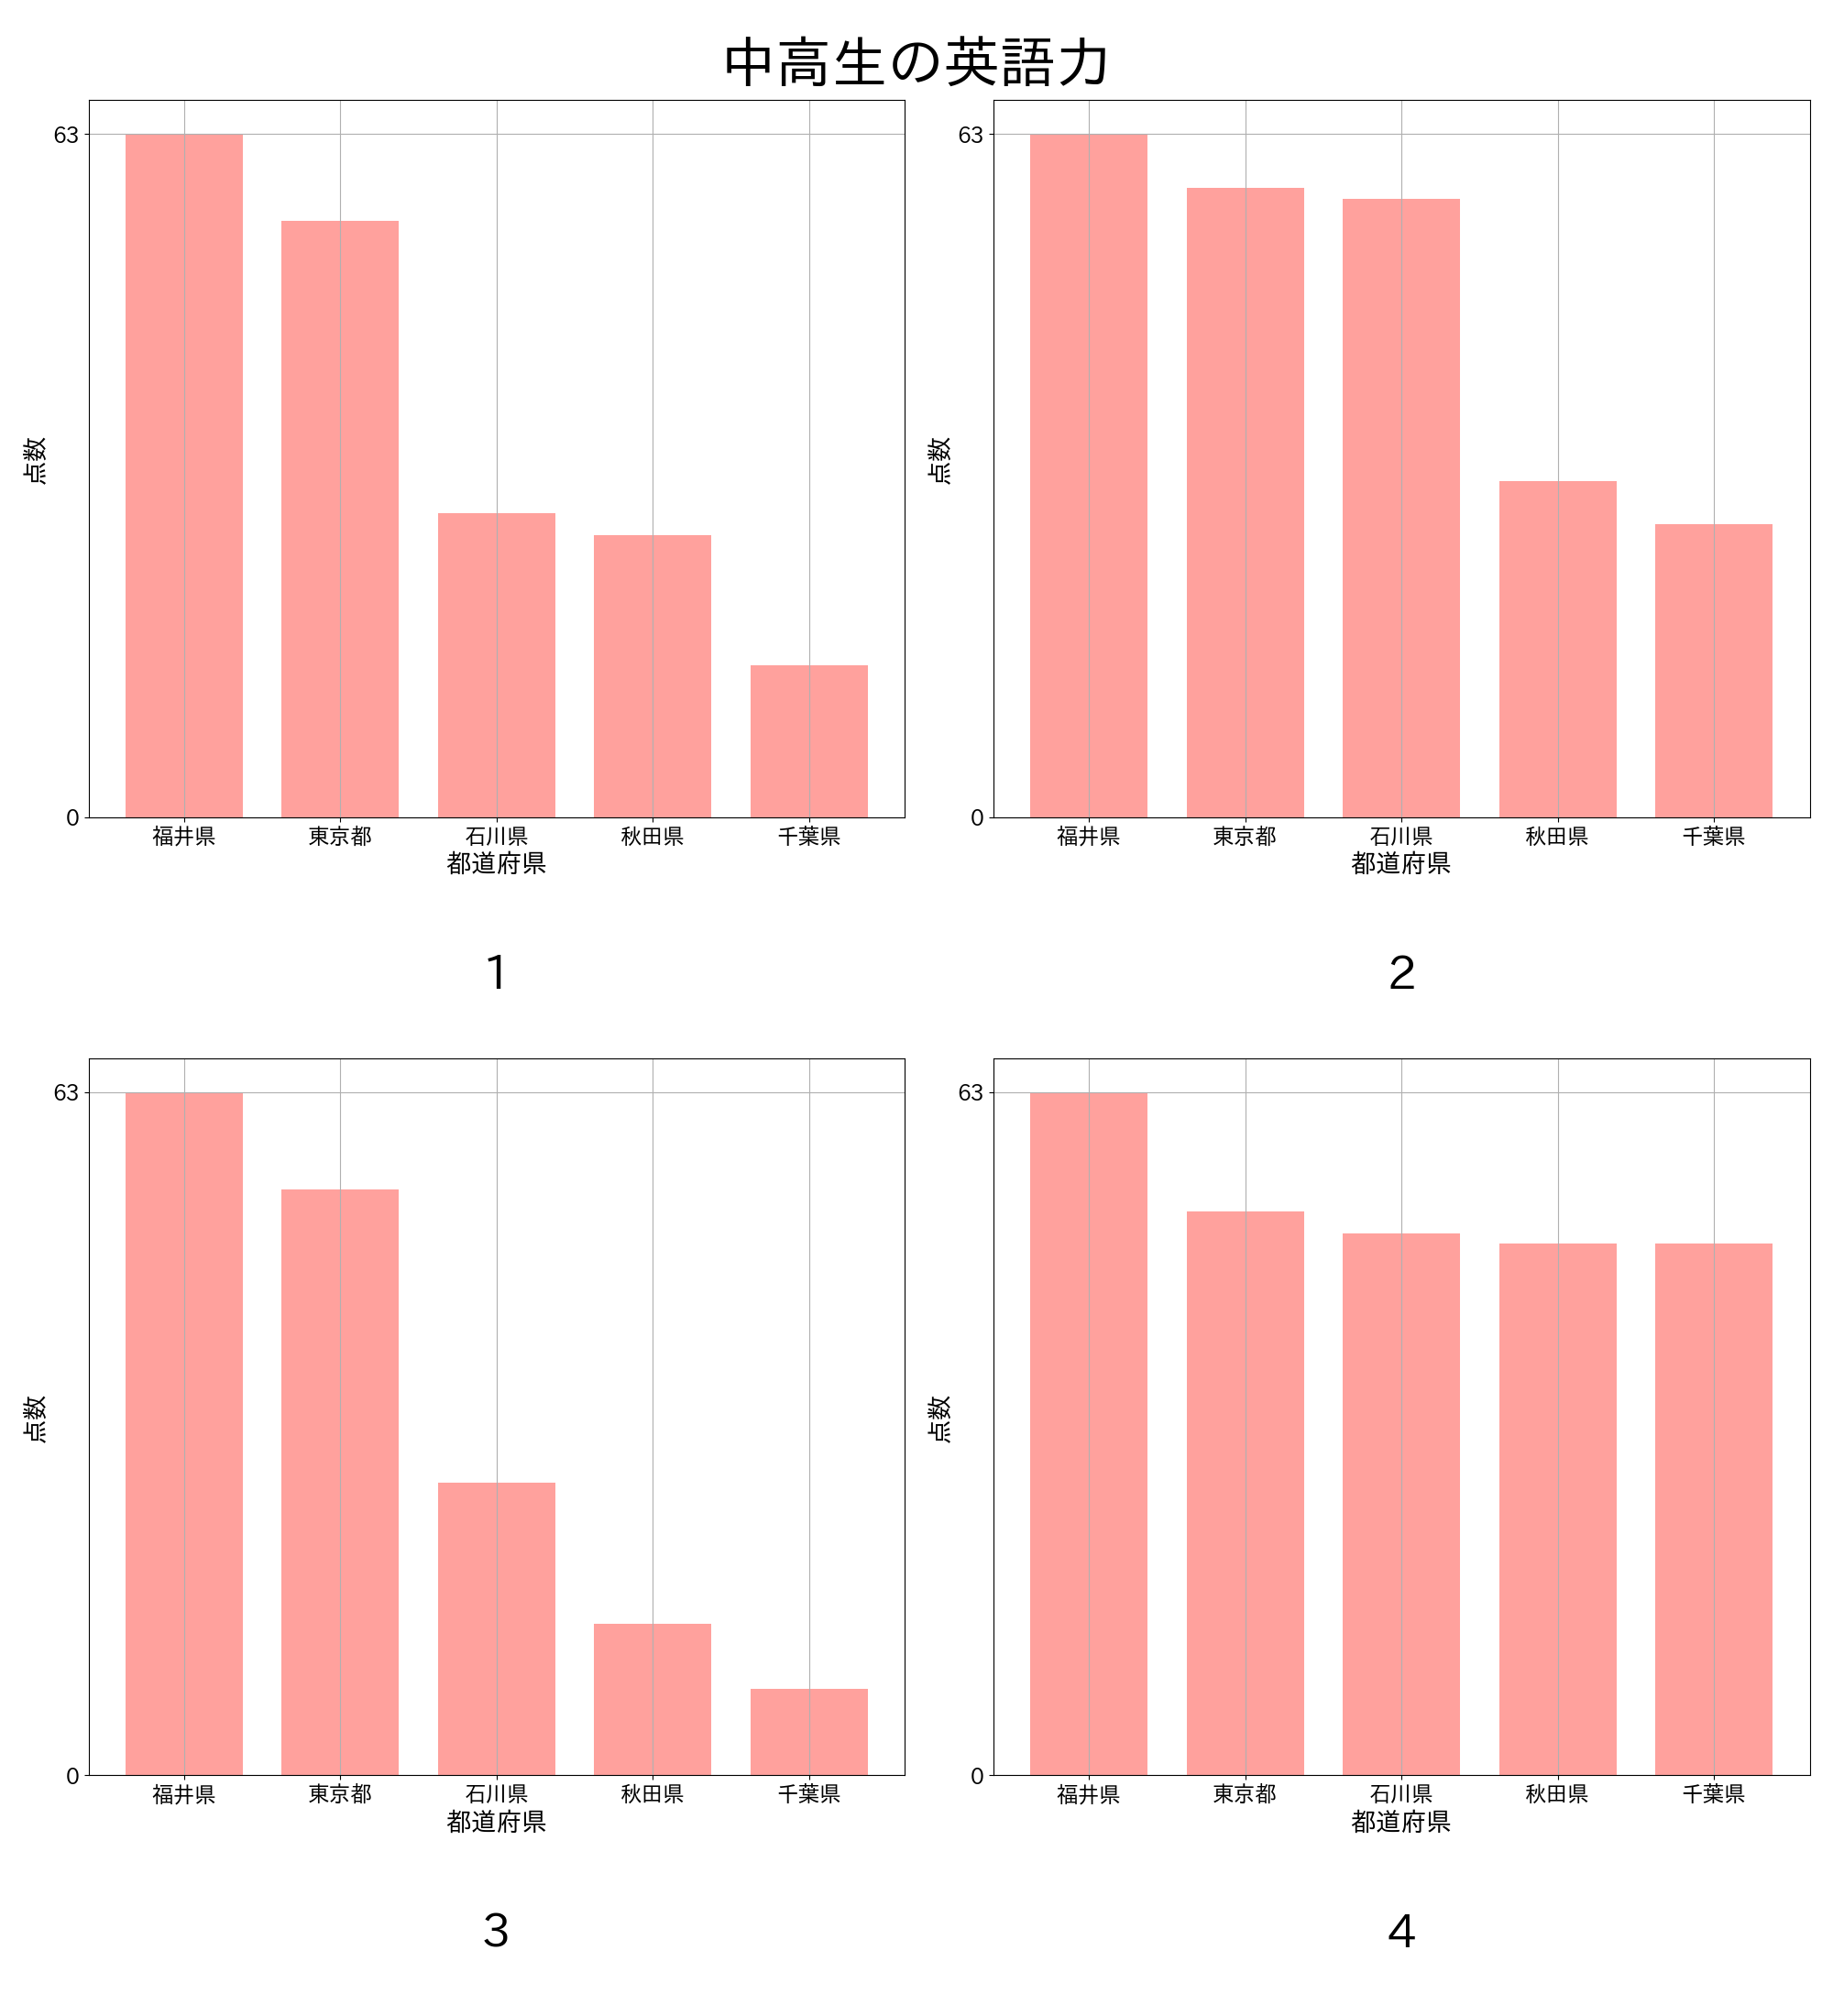 中高生の英語力
63
点数
0
福井県 東京都 石川県 秋田県 千葉県
都道府県
1
63
点数
0
福井県 東京都 石川県 秋田県 千葉県
都道府県
2
63
点数
0
福井県 東京都 石川県 秋田県 千葉県
都道府県
3
63
点数
0
福井県 東京都 石川県 秋田県 千葉県
都道府県
4